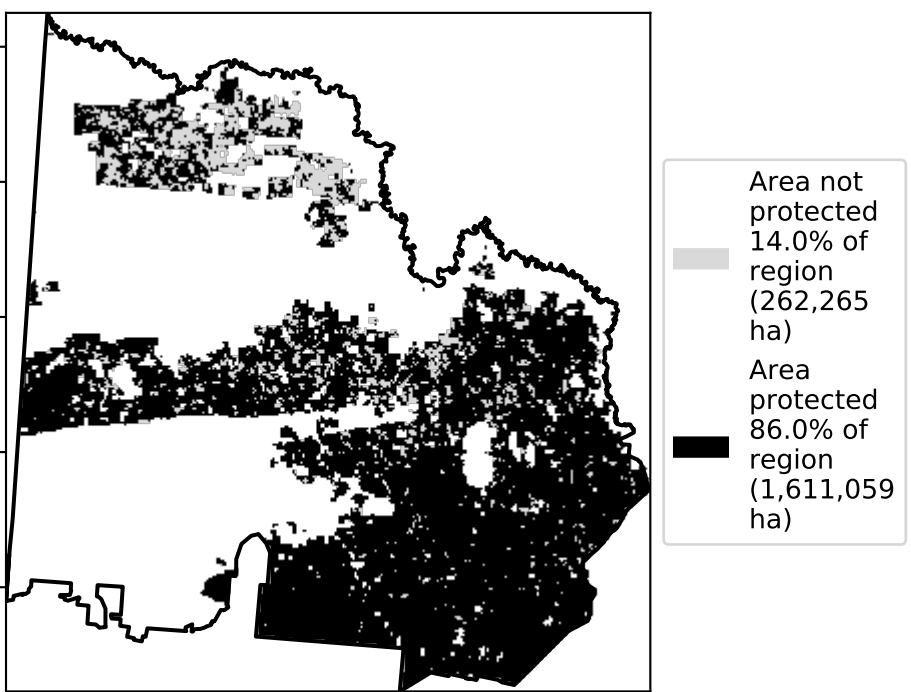 Area not
protected
14.0% of
region
(262,265
ha)
Area
protected
86.0% of
region
(1,611,059
ha)